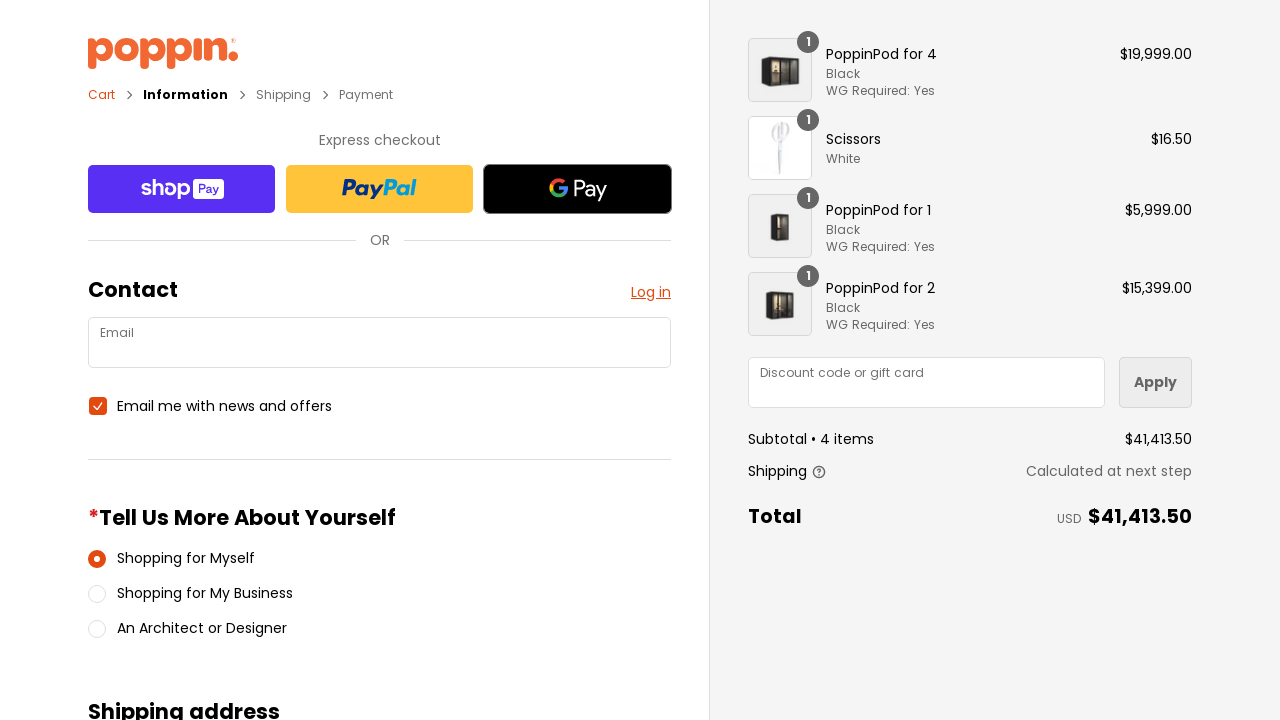 poppin.
Cart > Information > Shipping > Payment
Express checkout
shop Pay
PayPal
G Pay
OR
Contact
Log in
Email
Email me with news and offers
*Tell Us More About Yourself
Shopping for Myself
Shopping for My Business
An Architect or Designer
Shipping address
1
PoppinPod for 4
$19,999.00
Black
WG Required: Yes
1
Scissors
$16.50
White
1
PoppinPod for 1
$5,999.00
Black
WG Required: Yes
1
PoppinPod for 2
$15,399.00
Black
WG Required: Yes
Discount code or gift card
Apply
Subtotal • 4 items
$41,413.50
Shipping
Calculated at next step
Total
USD $41,413.50